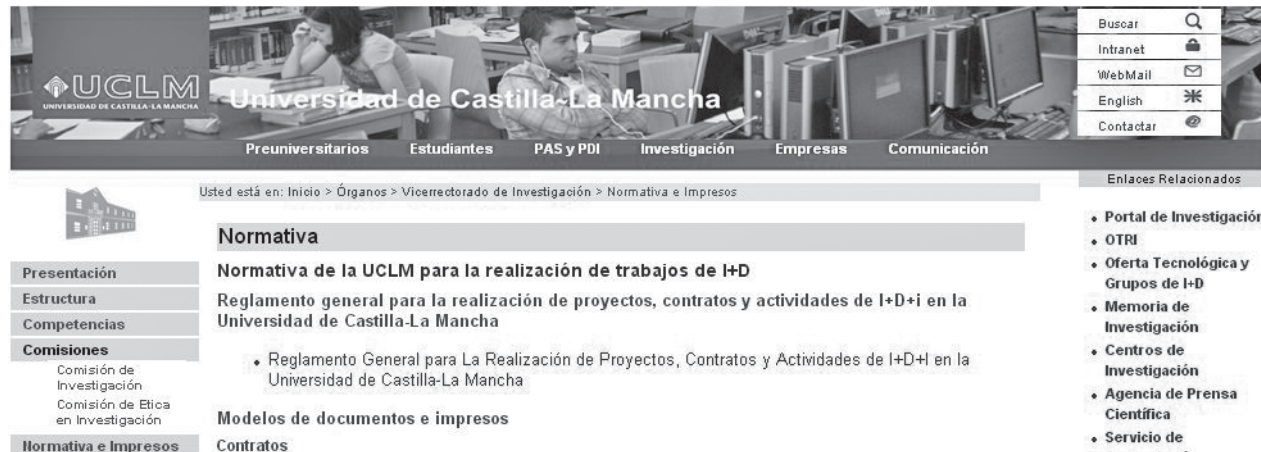 Buscar
Intranet
WebMail
English
Contactar
UCLM
UNIVERSIDAD DE CASTILLA-LA MANCHA
Universidad de Castilla~La Mancha
Preuniversitarios Estudiantes PAS y PDI Investigación Empresas Comunicación
Usted está en: Inicio > Órganos > Vicerrectorado de Investigación > Normativa e Impresos
Presentación
Estructura
Competencias
Comisiones
Comisión de
Investigación
Comisión de Etica
en Investigación
Normativa e Impresos
Normativa
Normativa de la UCLM para la realización de trabajos de I+D
Reglamento general para la realización de proyectos, contratos y actividades de I+D+i en la
Universidad de Castilla-La Mancha
• Reglamento General para La Realización de Proyectos, Contratos y Actividades de I+D+I en la
Universidad de Castilla-La Mancha
Modelos de documentos e impresos
Contratos
Enlaces Relacionados
• Portal de Investigación
• OTRI
• Oferta Tecnológica y
Grupos de I+D
• Memoria de
Investigación
• Centros de
Investigación
• Agencia de Prensa
Científica
• Servicio de